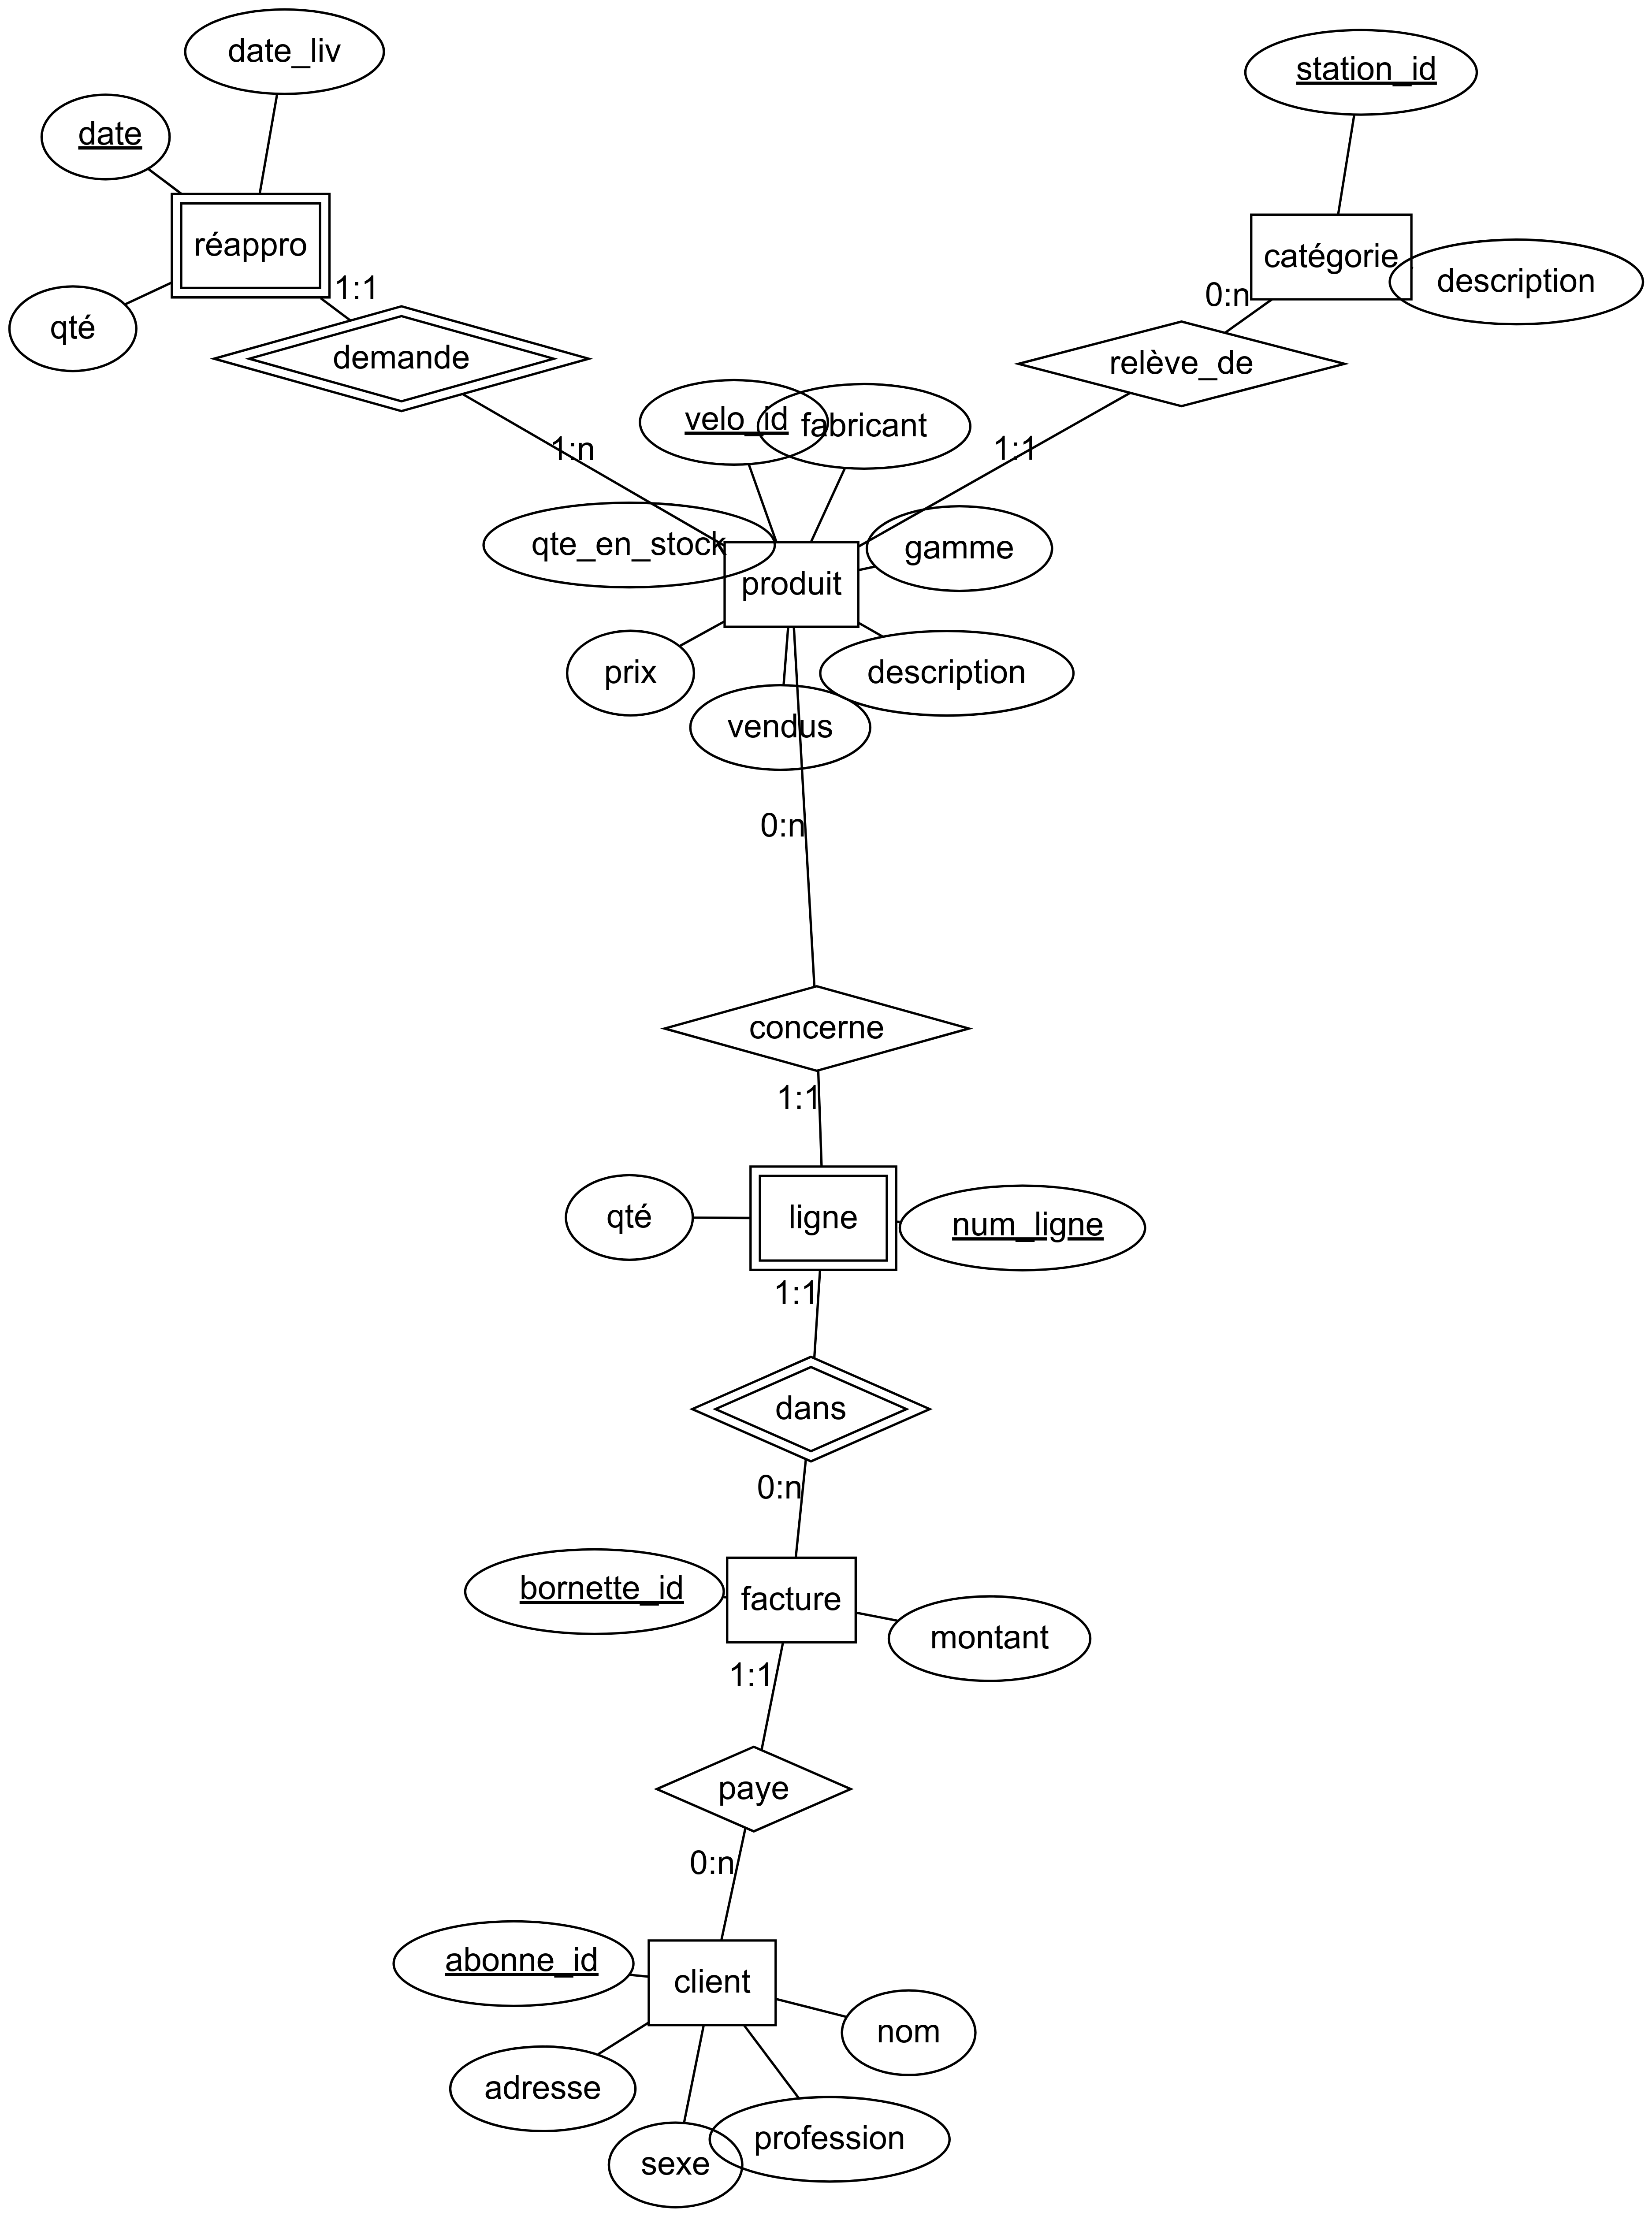 date_liv
station_id
date
réappro
catégorie
description
1:1
0:n
qté
demande
relève_de
velo_id
fabricant
1:n
1:1
qte_en_stock
gamme
produit
prix
description
vendus
0:n
concerne
1:1
qté
ligne
num_ligne
1:1
dans
0:n
bornette_id
facture
montant
1:1
paye
0:n
abonne_id
client
nom
adresse
profession
sexe